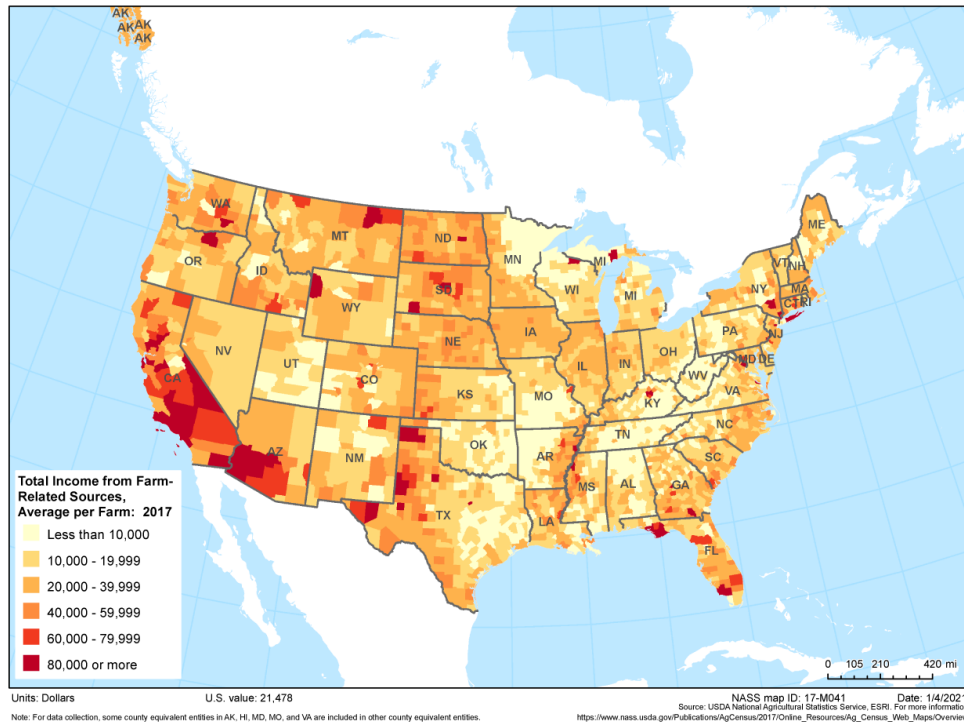 AK
AK AK
AK
WA
MT
ND
MN
OR
ID
WY
SD
WI
MI
MI
NY
VT
NH
ME
MA
CT
RI
NV
UT
CO
NE
IA
IL
IN
OH
PA
NJ
MD
DE
WV
VA
CA
KS
MO
KY
NC
TN
AZ
NM
OK
AR
SC
TX
LA
MS
AL
GA
FL
Total Income from Farm-
Related Sources,
Average per Farm: 2017
Less than 10,000
10,000 - 19,999
20,000 - 39,999
40,000 - 59,999
60,000 - 79,999
80,000 or more
0 105 210 420 mi
Units: Dollars U.S. value: 21,478 NASS map ID: 17-M041 Date: 1/4/2021
Source: USDA National Agricultural Statistics Service, ESRI. For more information
Note: For data collection, some county equivalent entities in AK, HI, MD, MO, and VA are included in other county equivalent entities. https://www.nass.usda.gov/Publications/AgCensus/2017/Online_Resources/Ag_Census_Web_Maps/Overview